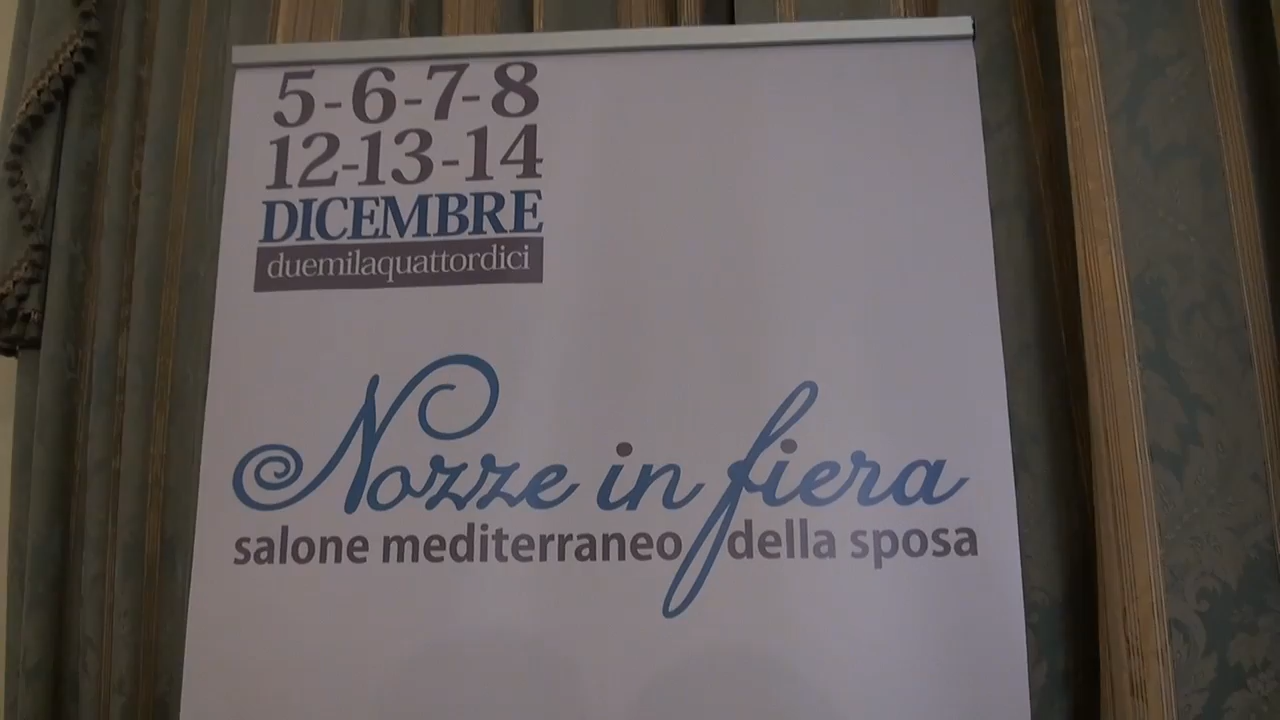 5-6-7-8
12-13-14
DICEMBRE
duemilaquattordici
Nozze in fiera
salone mediterraneo della sposa